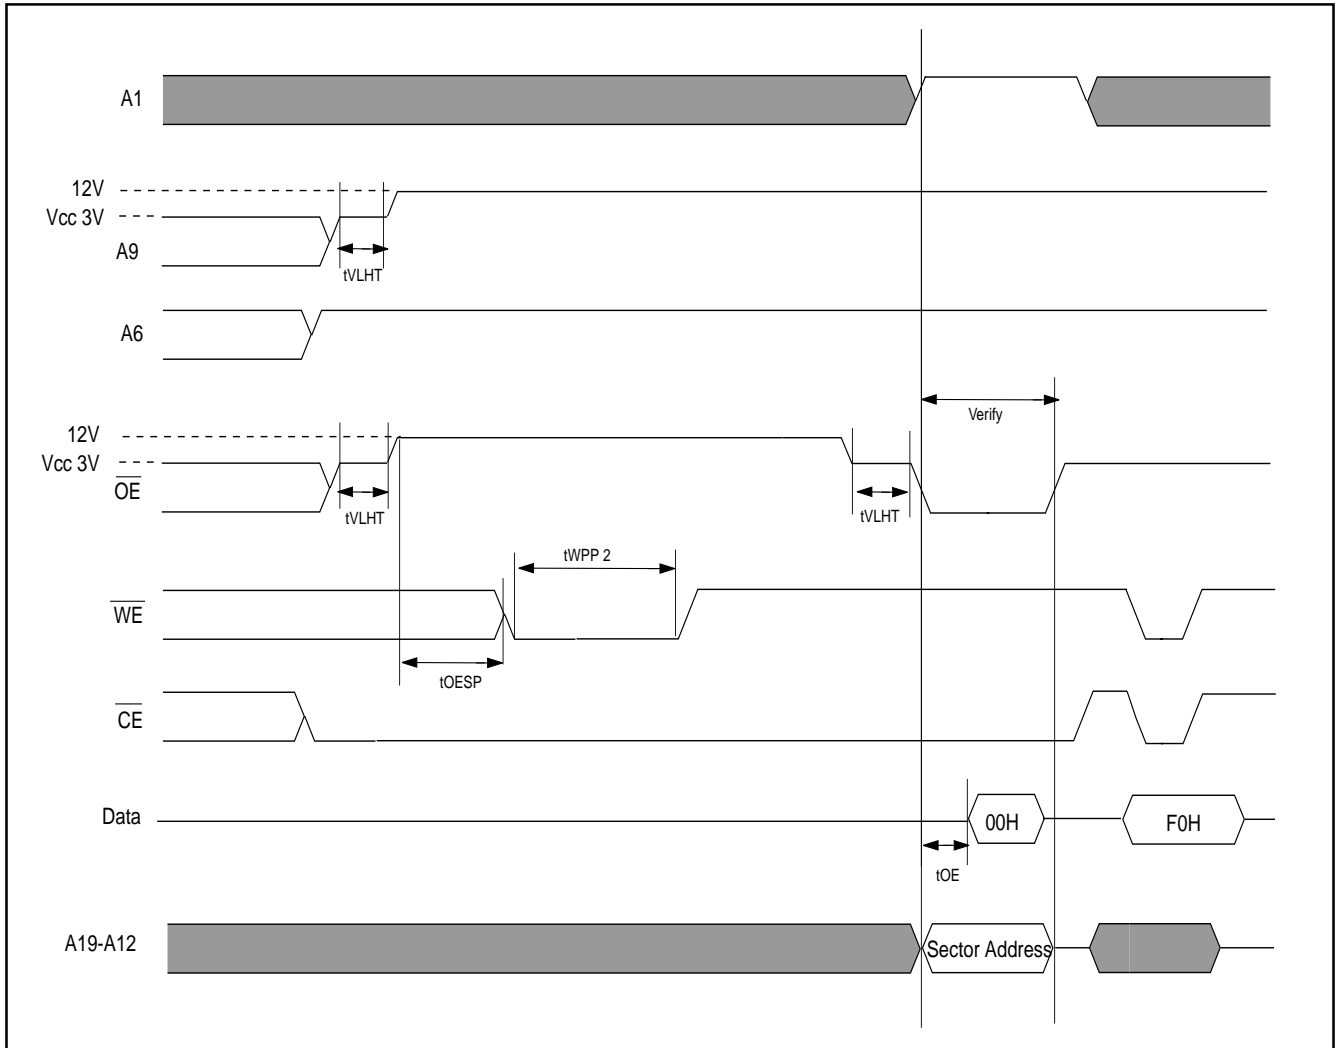 A1
12V
Vcc 3V
A9
tVLHT
A6
Verify
12V
Vcc 3V
OE
tVLHT
tVLHT
tWPP 2
WE
tOESP
CE
Data
00H
F0H
tOE
A19-A12
Sector Address